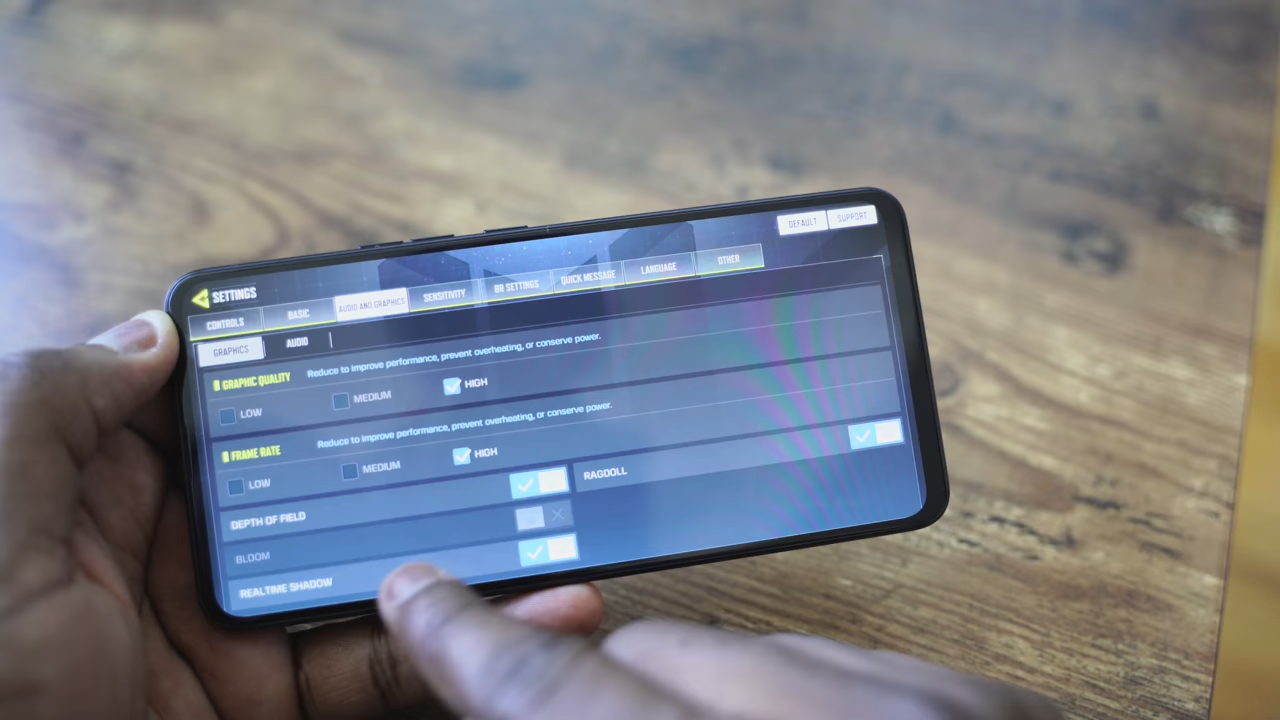 DEFAULT SUPPORT
SETTINGS
CONTROLS BASIC AUDIO AND GRAPHICS SENSITIVITY BR SETTINGS QUICK MESSAGE LANGUAGE OTHER
GRAPHICS AUDIO
GRAPHIC QUALITY Reduce to improve performance, prevent overheating, or conserve power.
LOW MEDIUM HIGH
FRAME RATE Reduce to improve performance, prevent overheating, or conserve power.
LOW MEDIUM HIGH
DEPTH OF FIELD RAGDOLL
BLOOM
REALTIME SHADOW